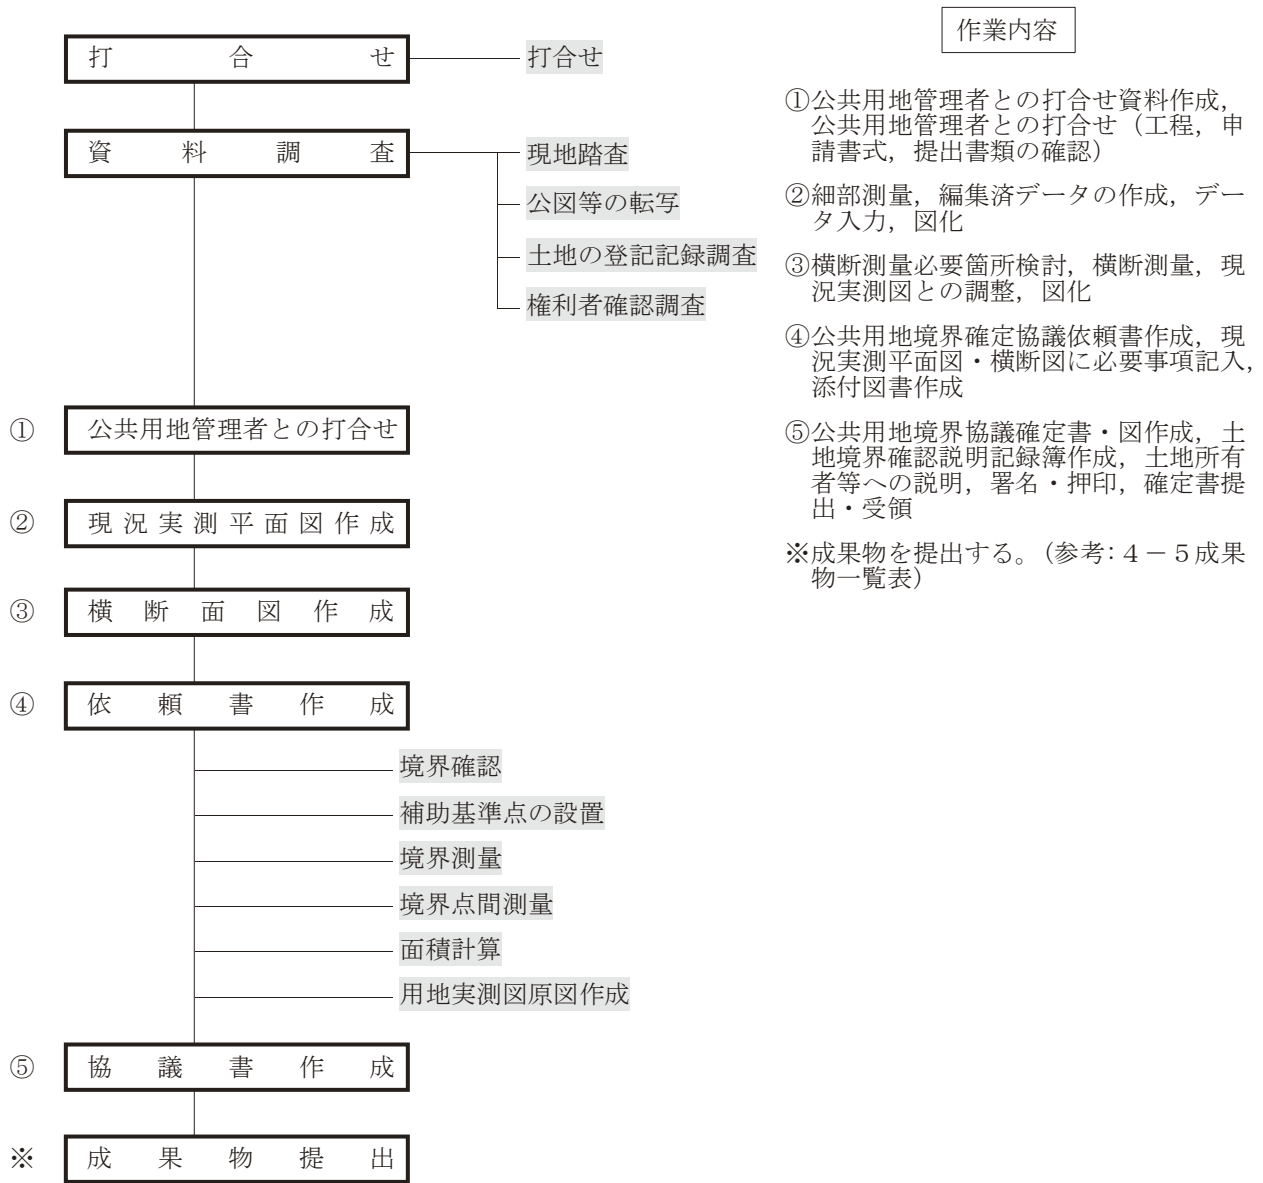 作業内容
打合せ
打合せ
資料調査
現地踏査
公図等の転写
土地の登記記録調査
権利者確認調査
① 公共用地管理者との打合せ
② 現況実測平面図作成
③ 横断面図作成
④ 依頼書作成
境界確認
補助基準点の設置
境界測量
境界点間測量
面積計算
用地実測図原図作成
⑤ 協議書作成
※ 成果物提出
①公共用地管理者との打合せ資料作成，
公共用地管理者との打合せ（工程，申
請書式，提出書類の確認）
②細部測量，編集済データの作成，デー
タ入力，図化
③横断測量必要箇所検討，横断測量，現
況実測図との調整，図化
④公共用地境界確定協議依頼書作成，現
況実測平面図・横断図に必要事項記入，
添付図書作成
⑤公共用地境界協議確定書・図作成，土
地境界確認説明記録簿作成，土地所有
者等への説明，署名・押印，確定書提
出・受領
※成果物を提出する。（参考：４－５成果
物一覧表）